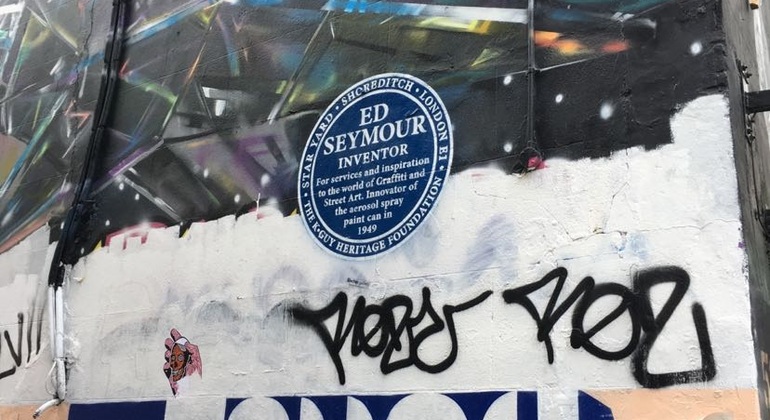 STAR YARD · SHOREDITCH · LONDON E1
ED
SEYMOUR
INVENTOR
For services and inspiration
to the world of Graffiti and
Street Art. Innovator of
the aerosol spray
paint can in
1949
THE K-GUY HERITAGE FOUNDATION